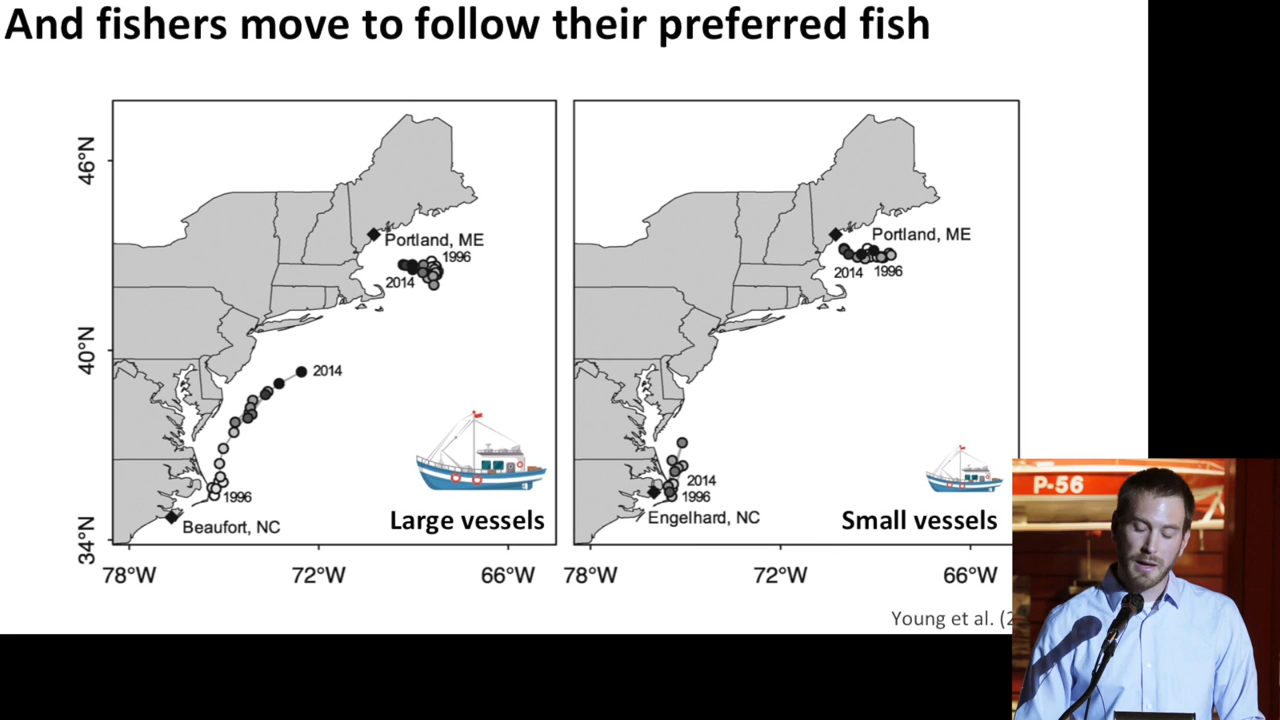 And fishers move to follow their preferred fish
46°N
40°N
34°N
Portland, ME
1996
2014
2014
1996
Beaufort, NC
Large vessels
78°W
72°W
66°W
Portland, ME
2014
1996
2014
1996
Engelhard, NC
Small vessels
78°W
72°W
66°W
Young et al. (
P-56